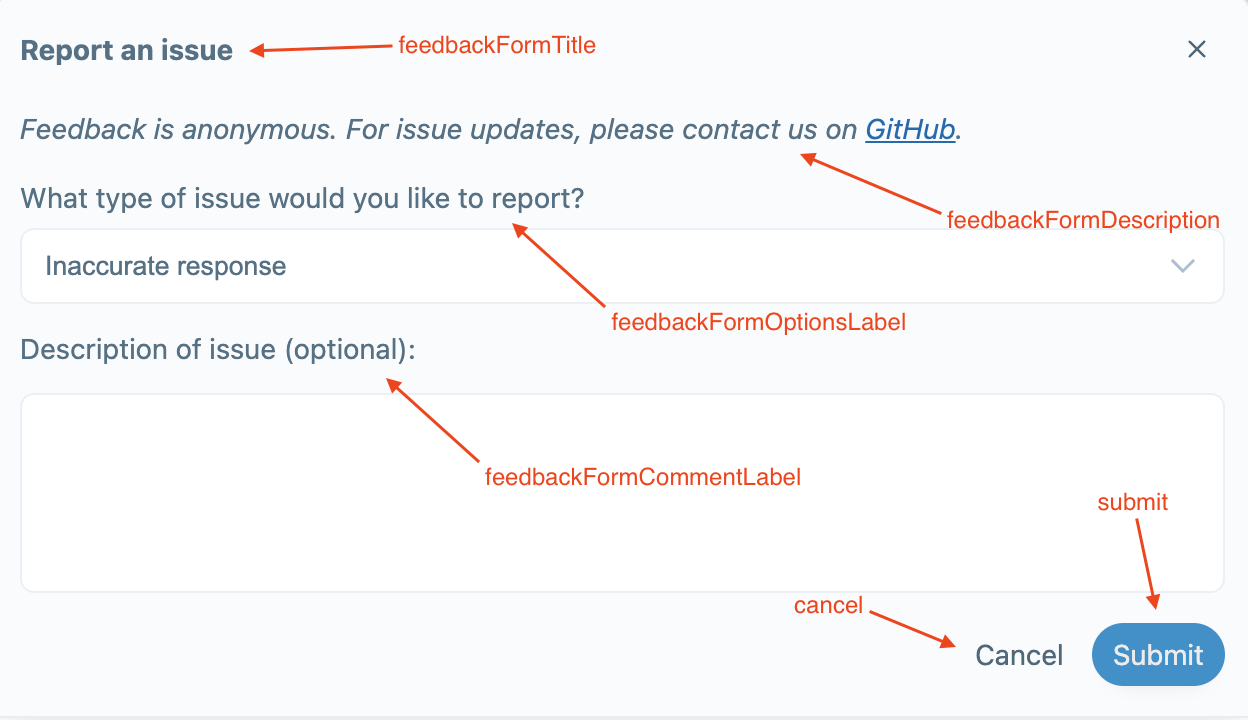 Report an issue
feedbackFormTitle
Feedback is anonymous. For issue updates, please contact us on GitHub.
What type of issue would you like to report?
feedbackFormDescription
Inaccurate response
feedbackFormOptionsLabel
Description of issue (optional):
feedbackFormCommentLabel
submit
cancel
Cancel
Submit